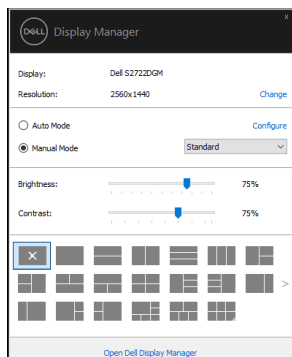 x
DELL Display Manager
Display: Dell S2722DGM
Resolution: 2560x1440 Change
Auto Mode Configure
Manual Mode Standard
Brightness: 75%
Contrast: 75%
Open Dell Display Manager